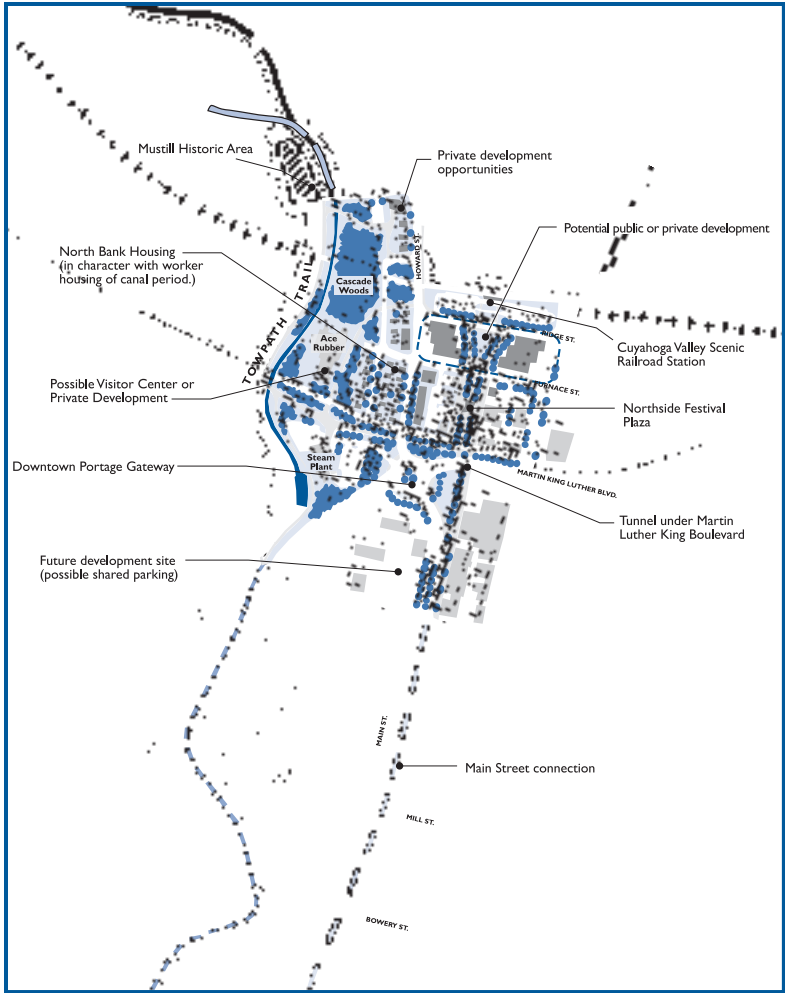 Mustill Historic Area
Private development
opportunities
Potential public or private development
North Bank Housing
(in character with worker
housing of canal period.)
HOWARD ST.
TOWPATH TRAIL
Cascade
Woods
RIDGE ST.
Cuyahoga Valley Scenic
Railroad Station
Ace
Rubber
Possible Visitor Center or
Private Development
FURNACE ST.
Northside Festival
Plaza
Steam
Plant
Downtown Portage Gateway
MARTIN KING LUTHER BLVD.
Tunnel under Martin
Luther King Boulevard
Future development site
(possible shared parking)
MAIN ST.
Main Street connection
MILL ST.
BOWERY ST.